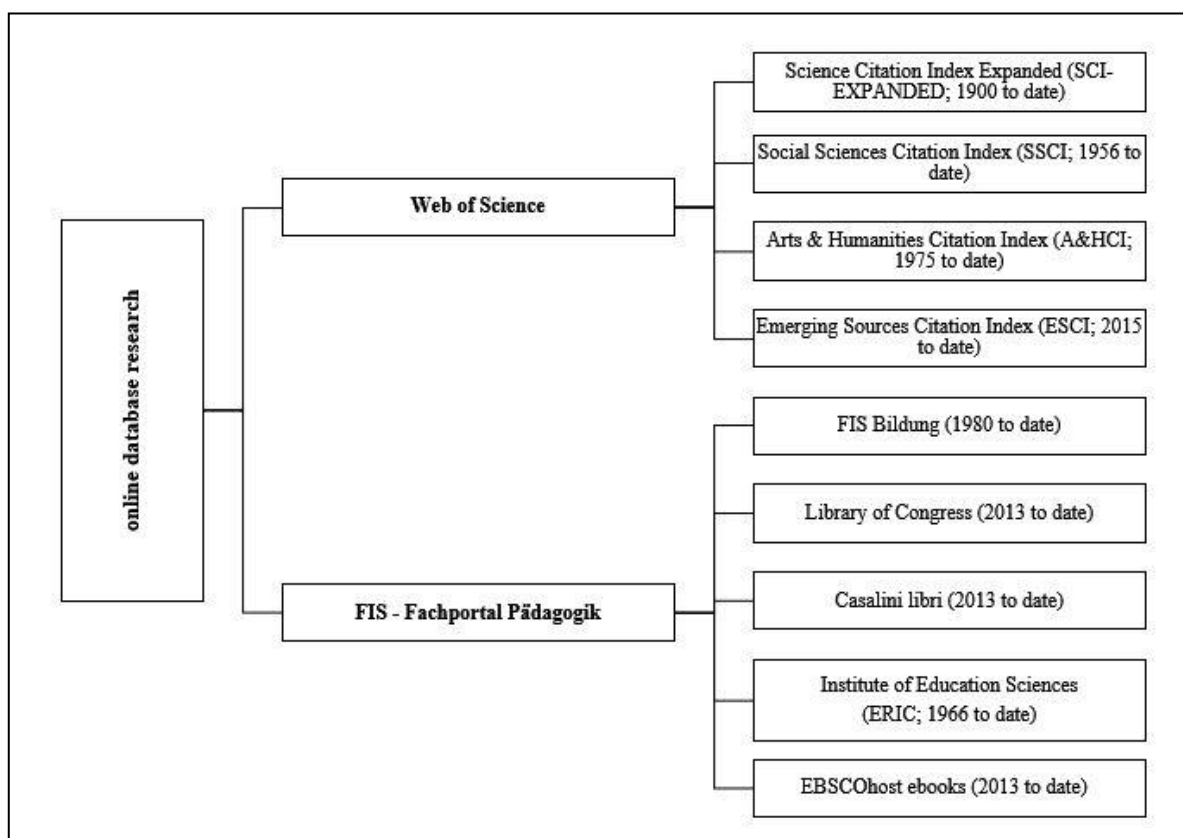 online database research
Web of Science
Science Citation Index Expanded (SCI-
EXPANDED; 1900 to date)
Social Sciences Citation Index (SSCI; 1956 to
date)
Arts & Humanities Citation Index (A&HCI;
1975 to date)
Emerging Sources Citation Index (ESCI; 2015
to date)
FIS - Fachportal Pädagogik
FIS Bildung (1980 to date)
Library of Congress (2013 to date)
Casalini libri (2013 to date)
Institute of Education Sciences
(ERIC; 1966 to date)
EBSCOhost ebooks (2013 to date)